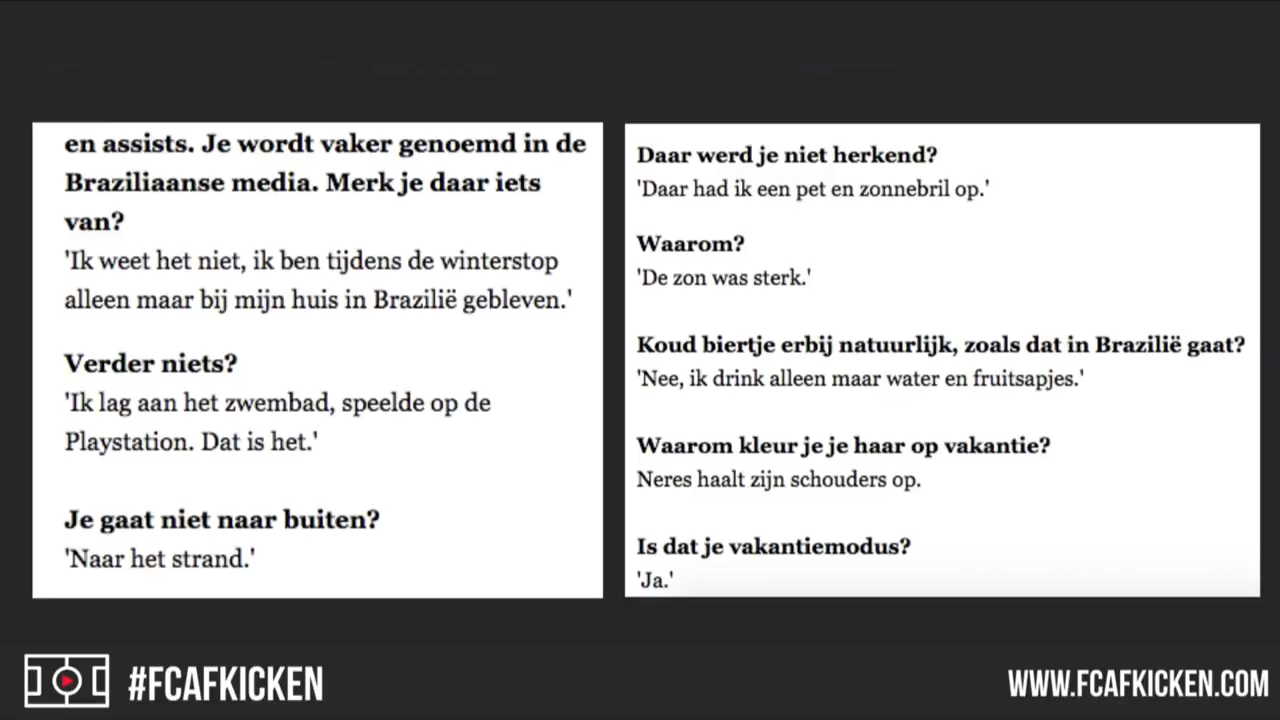 en assists. Je wordt vaker genoemd in de
Braziliaanse media. Merk je daar iets
van?
'Ik weet het niet, ik ben tijdens de winterstop
alleen maar bij mijn huis in Brazilië gebleven.'
Verder niets?
'Ik lag aan het zwembad, speelde op de
Playstation. Dat is het.'
Je gaat niet naar buiten?
'Naar het strand.'
Daar werd je niet herkend?
'Daar had ik een pet en zonnebril op.'
Waarom?
'De zon was sterk.'
Koud biertje erbij natuurlijk, zoals dat in Brazilië gaat?
'Nee, ik drink alleen maar water en fruitsapjes.'
Waarom kleur je je haar op vakantie?
Neres haalt zijn schouders op.
Is dat je vakantiemodus?
'Ja.'
#FCAFKICKEN
WWW.FCAFKICKEN.COM